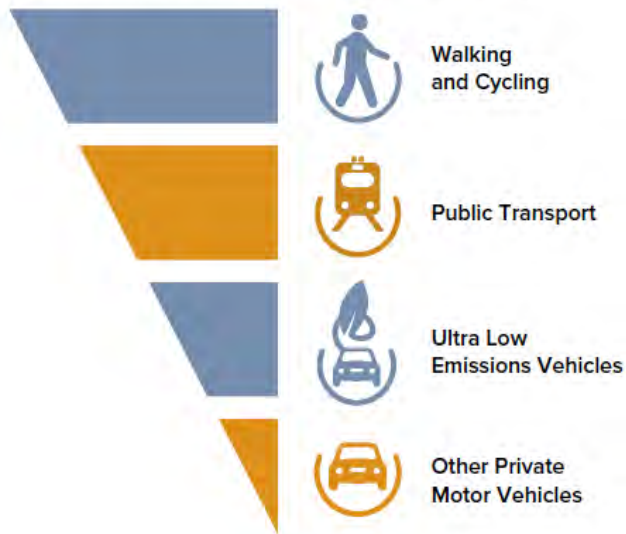 Walking
and Cycling
Public Transport
Ultra Low
Emissions Vehicles
Other Private
Motor Vehicles